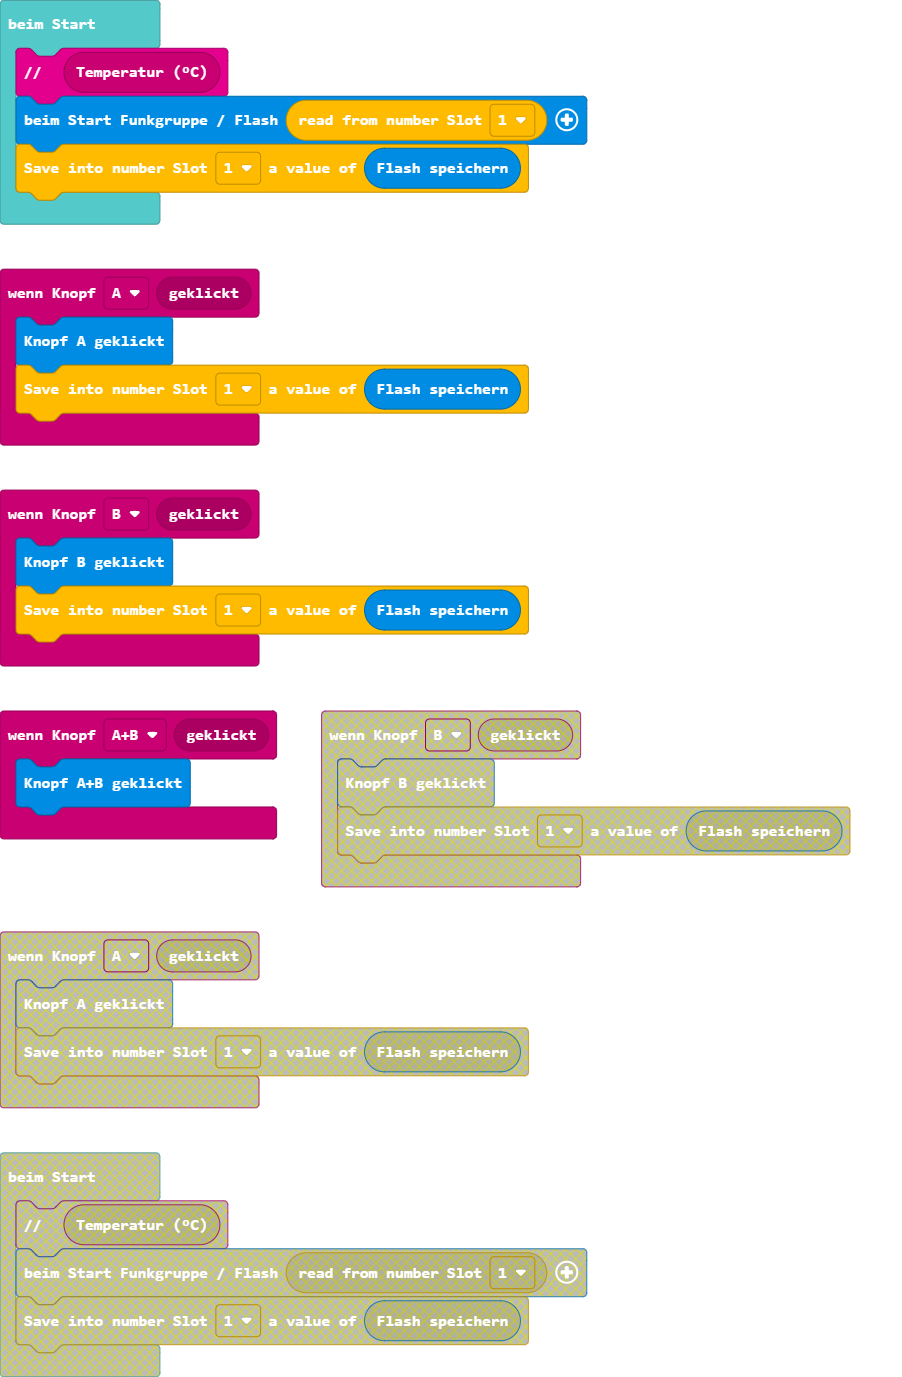 beim Start
// Temperatur (ºC)
beim Start Funkgruppe / Flash read from number Slot 1
Save into number Slot 1 a value of Flash speichern
wenn Knopf A geklickt
Knopf A geklickt
Save into number Slot 1 a value of Flash speichern
wenn Knopf B geklickt
Knopf B geklickt
Save into number Slot 1 a value of Flash speichern
wenn Knopf A+B geklickt
Knopf A+B geklickt
wenn Knopf B geklickt
Knopf B geklickt
Save into number Slot 1 a value of Flash speichern
wenn Knopf A geklickt
Knopf A geklickt
Save into number Slot 1 a value of Flash speichern
beim Start
// Temperatur (ºC)
beim Start Funkgruppe / Flash read from number Slot 1
Save into number Slot 1 a value of Flash speichern